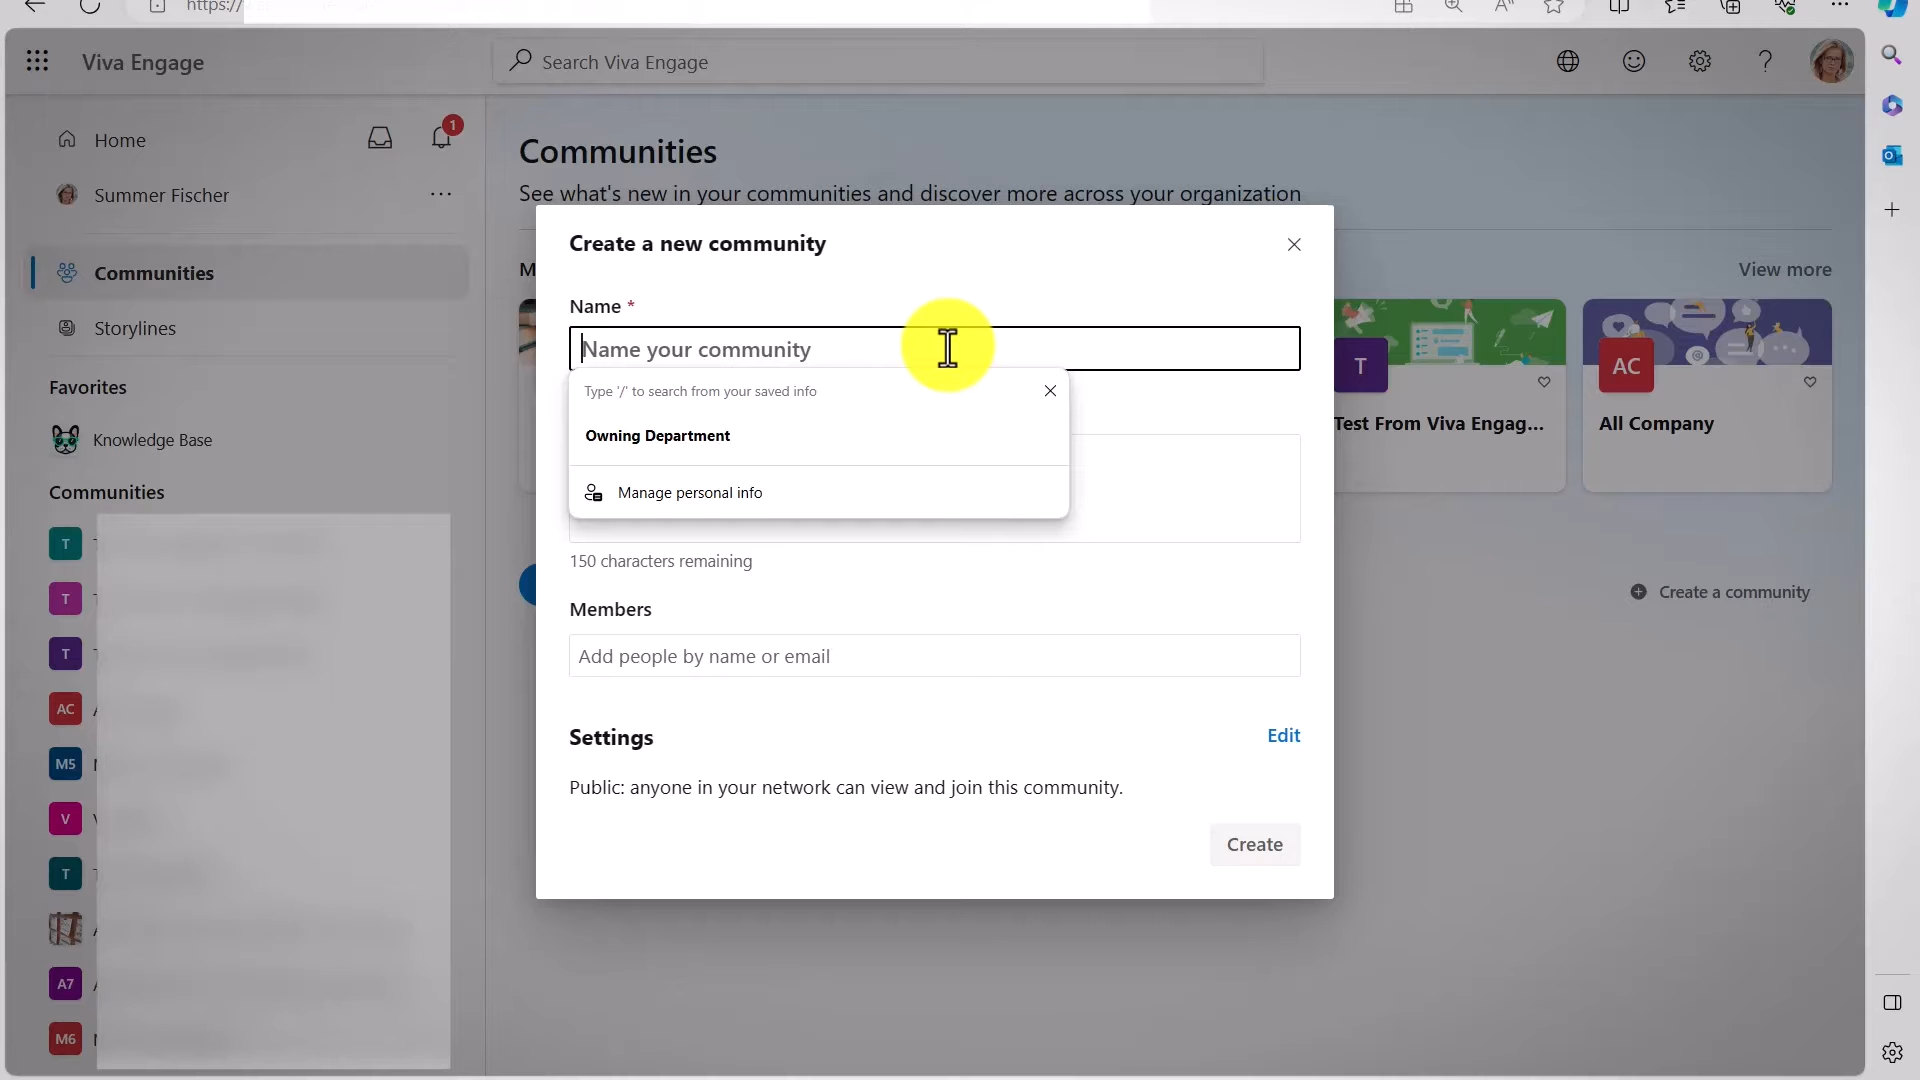 https://
Viva Engage
Search Viva Engage
Home
1
Summer Fischer
Communities
Storylines
Favorites
Knowledge Base
Communities
T
T
T
AC
M5
V
T
A7
M6
Communities
See what's new in your communities and discover more across your organization
View more
T
Test From Viva Engag...
AC
All Company
Create a community
Create a new community
Name *
Name your community
Type '/' to search from your saved info
Owning Department
Manage personal info
150 characters remaining
Members
Add people by name or email
Settings
Edit
Public: anyone in your network can view and join this community.
Create